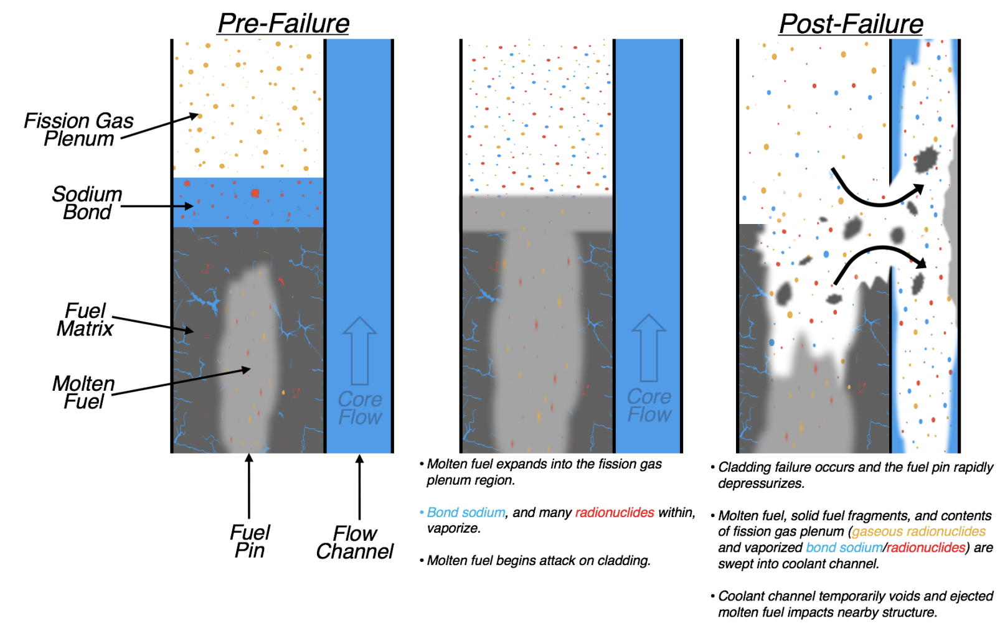 Pre-Failure
Post-Failure
Fission Gas
Plenum
Sodium
Bond
Fuel
Matrix
Molten
Fuel
Core
Flow
Core
Flow
Fuel
Pin
Flow
Channel
• Molten fuel expands into the fission gas
plenum region.
• Bond sodium, and many radionuclides within,
vaporize.
• Molten fuel begins attack on cladding.
• Cladding failure occurs and the fuel pin rapidly
depressurizes.
• Molten fuel, solid fuel fragments, and contents
of fission gas plenum (gaseous radionuclides
and vaporized bond sodium/radionuclides) are
swept into coolant channel.
• Coolant channel temporarily voids and ejected
molten fuel impacts nearby structure.